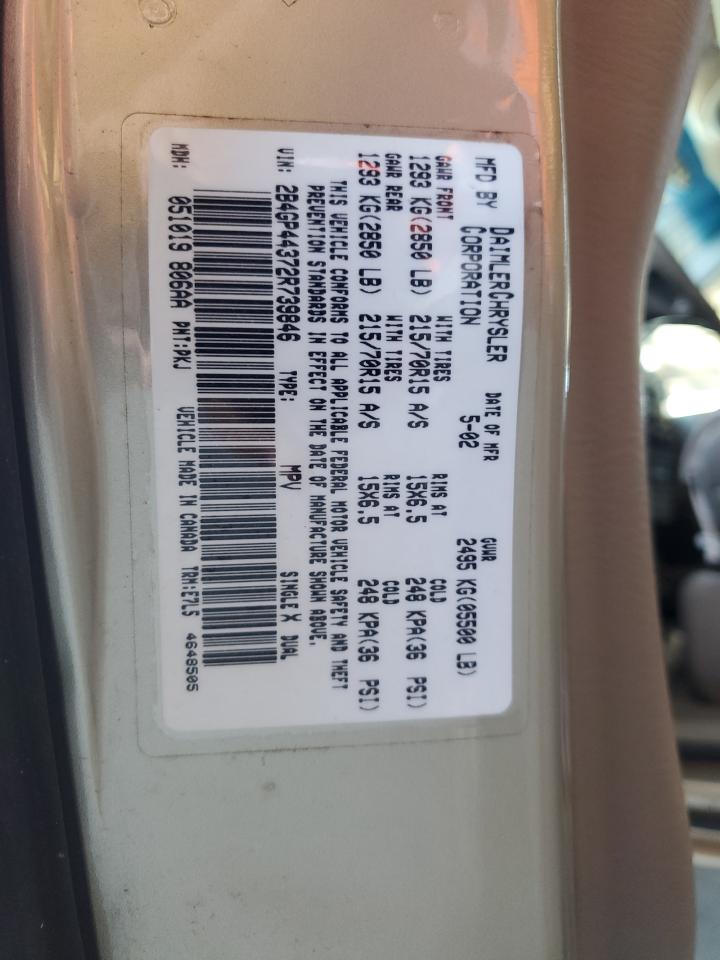 MFD BY DAIMLERCHRYSLER CORPORATION DATE OF MFR 5-02 GVWR 2495 KG(05500 LB)
GAWR FRONT WITH TIRES RIMS AT COLD
1293 KG(2850 LB) 215/70R15 A/S 15X6.5 248 KPA(36 PSI)
GAWR REAR WITH TIRES RIMS AT COLD
1293 KG(2850 LB) 215/70R15 A/S 15X6.5 248 KPA(36 PSI)
THIS VEHICLE CONFORMS TO ALL APPLICABLE FEDERAL MOTOR VEHICLE SAFETY AND THEFT
PREVENTION STANDARDS IN EFFECT ON THE DATE OF MANUFACTURE SHOWN ABOVE.
VIN: 2B4GP44372R739846 TYPE: MPV SINGLE X DUAL
MDH: 051019 806AA PNT:PKJ VEHICLE MADE IN CANADA TRM:E7L5 4648505